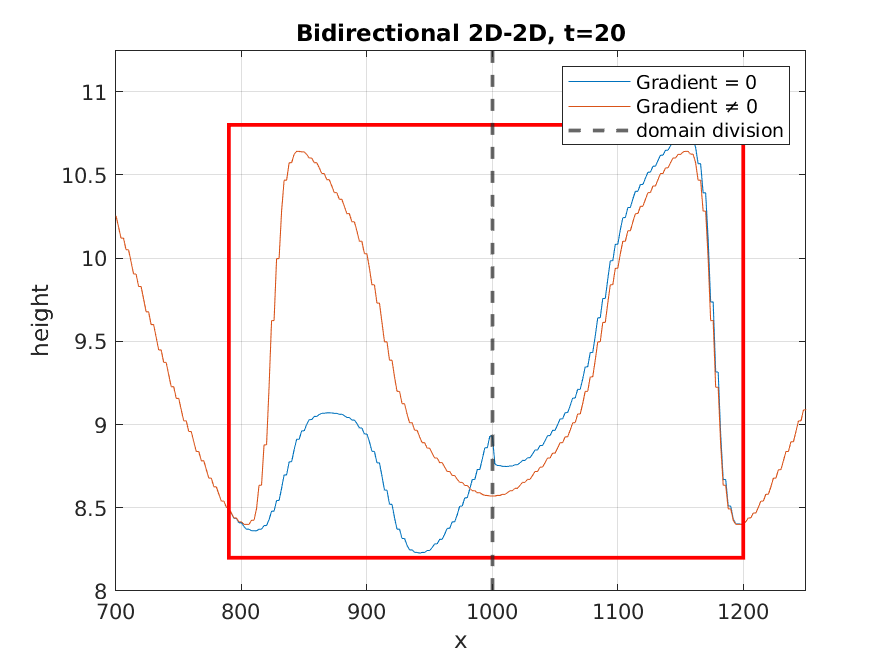 Bidirectional 2D-2D, t=20
Gradient = 0
Gradient ≠ 0
domain division
height
11
10.5
10
9.5
9
8.5
8
700
800
900
1000
1100
1200
x